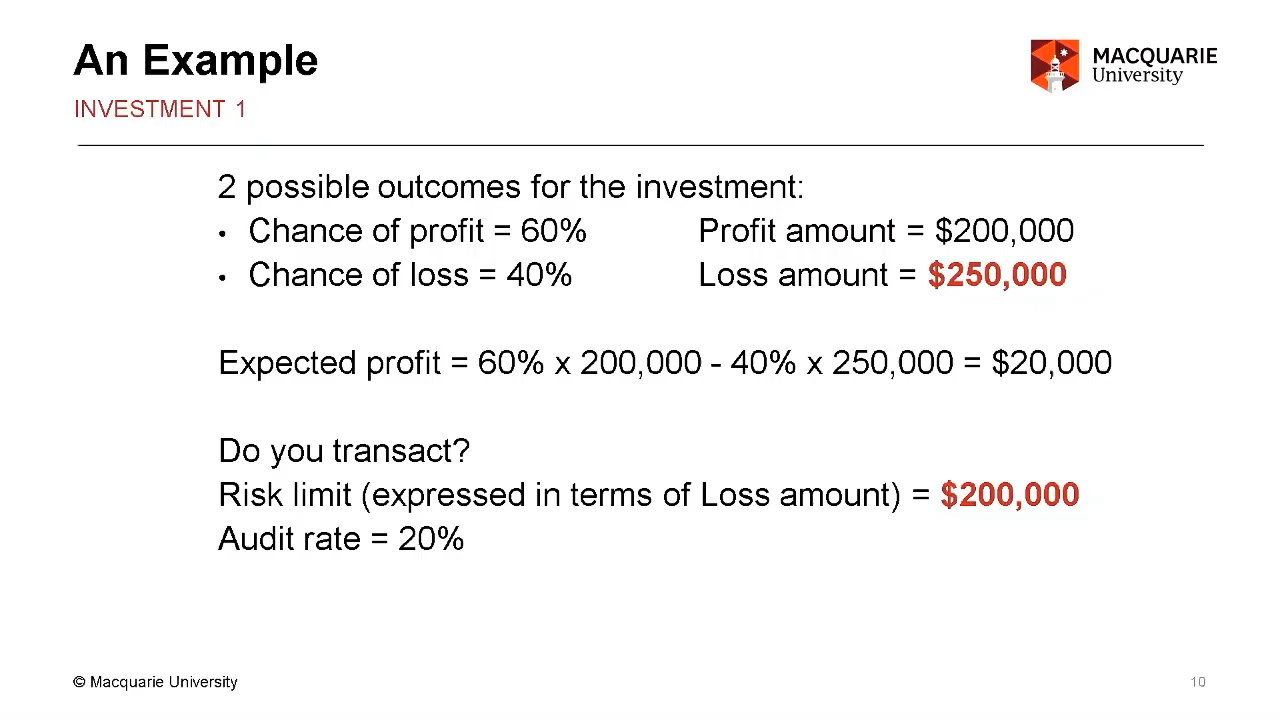 An Example
MACQUARIE
University
INVESTMENT 1
2 possible outcomes for the investment:
• Chance of profit = 60% Profit amount = $200,000
• Chance of loss = 40% Loss amount = $250,000
Expected profit = 60% x 200,000 - 40% x 250,000 = $20,000
Do you transact?
Risk limit (expressed in terms of Loss amount) = $200,000
Audit rate = 20%
© Macquarie University
10